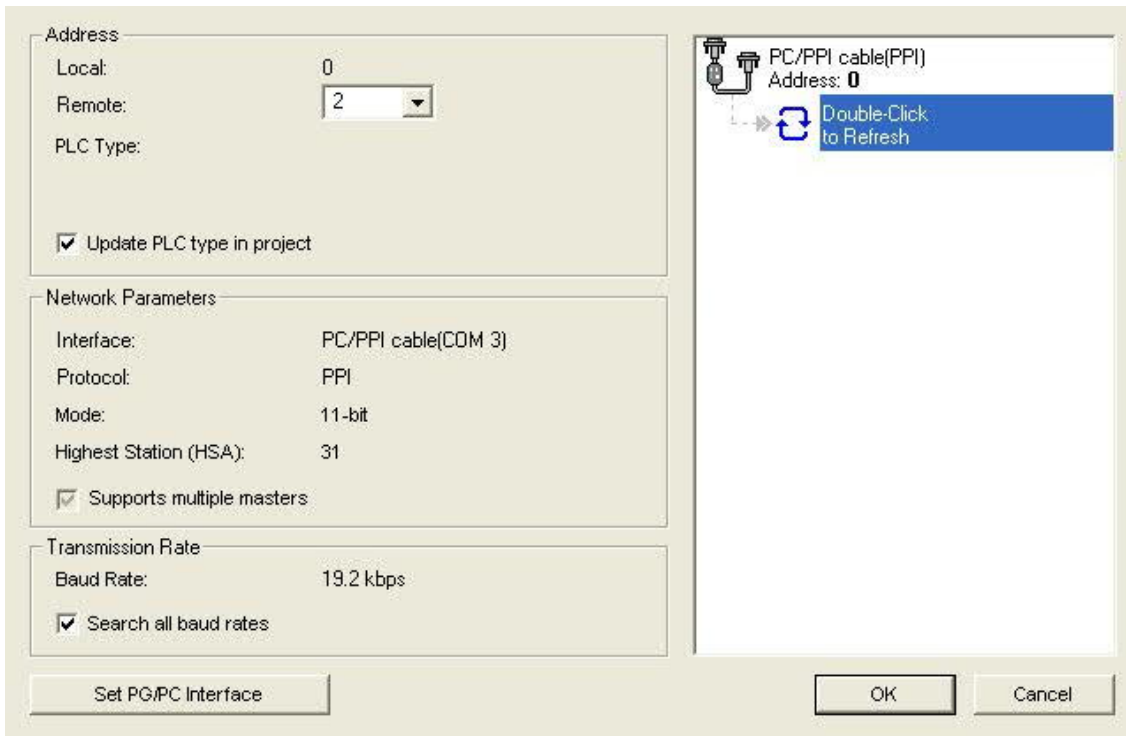 Address
Local: 0
Remote: 2
PLC Type:
Update PLC type in project
Network Parameters
Interface: PC/PPI cable(COM 3)
Protocol: PPI
Mode: 11-bit
Highest Station (HSA): 31
Supports multiple masters
Transmission Rate
Baud Rate: 19.2 kbps
Search all baud rates
Set PG/PC Interface
PC/PPI cable(PPI)
Address: 0
Double-Click
to Refresh
OK
Cancel